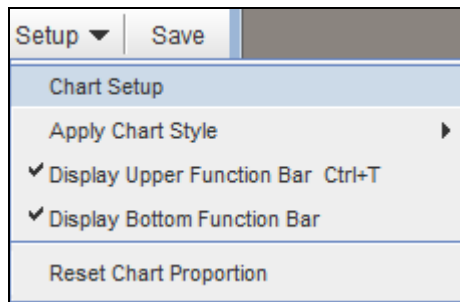 Setup Save
Chart Setup
Apply Chart Style
Display Upper Function Bar Ctrl+T
Display Bottom Function Bar
Reset Chart Proportion